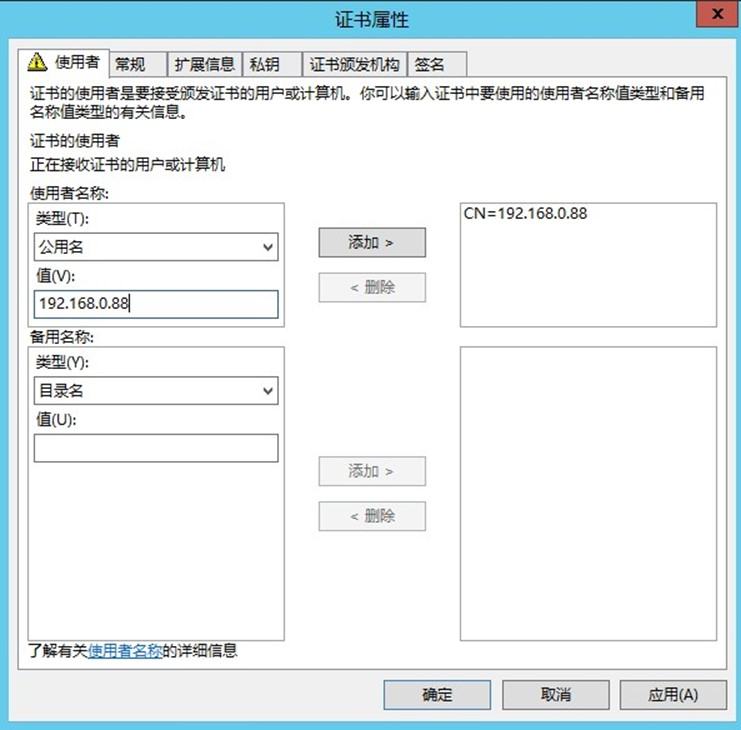 证书属性
x
使用者 常规 扩展信息 私钥 证书颁发机构 签名
证书的使用者是要接受颁发证书的用户或计算机。你可以输入证书中要使用的使用者名称值类型和备用
名称值类型的有关信息。
证书的使用者
正在接收证书的用户或计算机
使用者名称:
类型(T):
公用名
值(V):
192.168.0.88
添加 >
< 删除
CN=192.168.0.88
备用名称:
类型(Y):
目录名
值(U):
添加 >
< 删除
了解有关使用者名称的详细信息
确定 取消 应用(A)